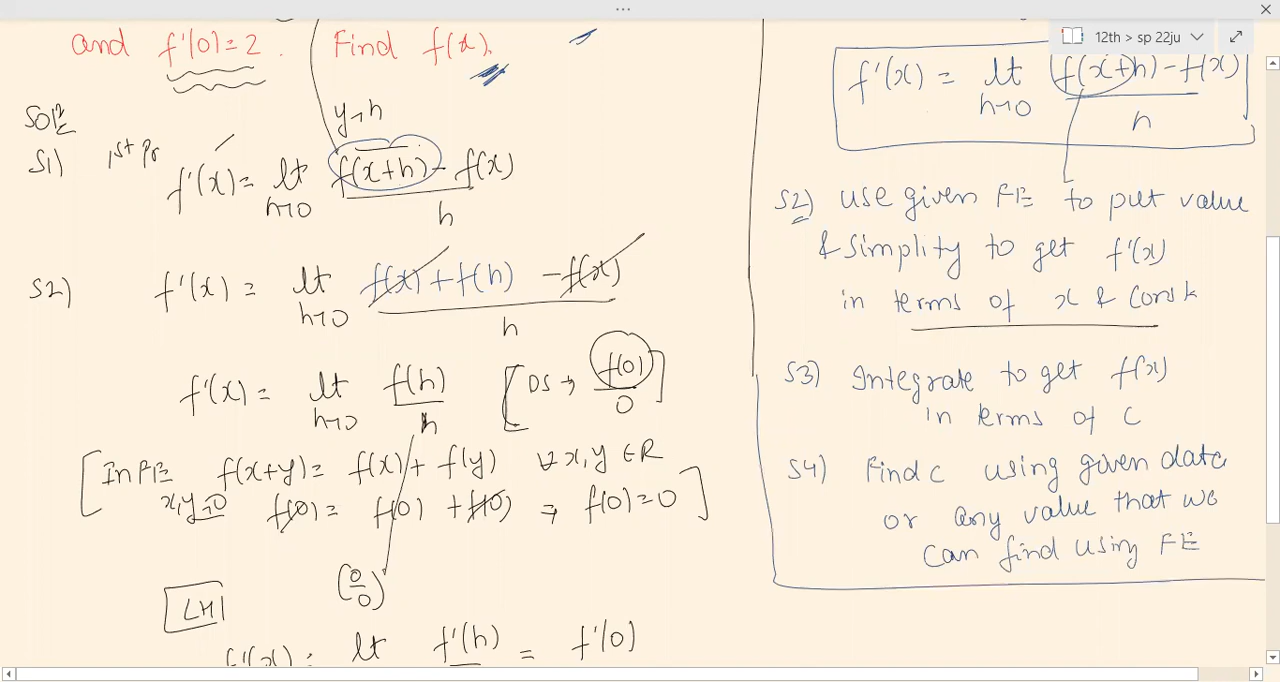 ...
12th > sp 22ju
and f'(0)=2. Find f(x).
Sol
y→h
S1) 1st Pr f'(x) = lt h→0 f(x+h) - f(x) / h
S2) f'(x) = lt h→0 f(x) + f(h) - f(x) / h
f'(x) = lt h→0 f(h) / h [DS → f(0) / 0]
[In FE f(x+y) = f(x) + f(y) ∀ x, y ∈ R
x,y→0 f(0) = f(0) + f(0) ⇒ f(0) = 0]
(0/0)
LH
f'(x) = lt f'(h) = f'(0)
f'(x) = lt h→0 f(x+h) - f(x) / h
S2) Use given FE to put value
& Simplity to get f'(x)
in terms of x & Const
S3) Integrate to get f(x)
in terms of C
S4) Find C using given data
or any value that we
can find using FE